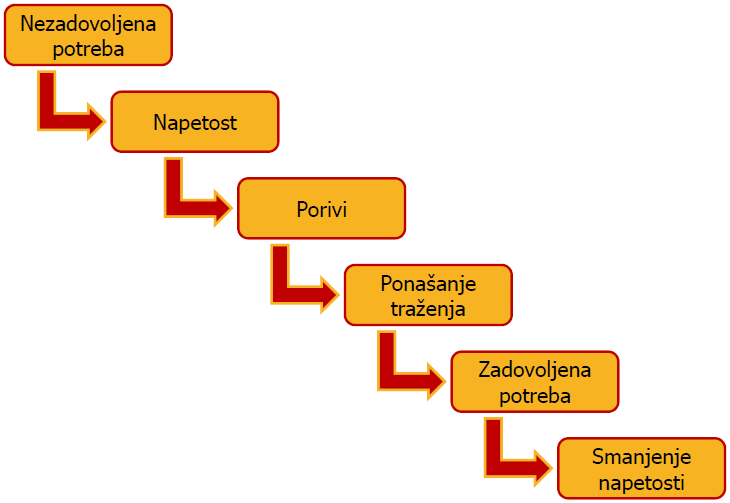 Nezadovoljena
potreba
Napetost
Porivi
Ponašanje
traženja
Zadovoljena
potreba
Smanjenje
napetosti